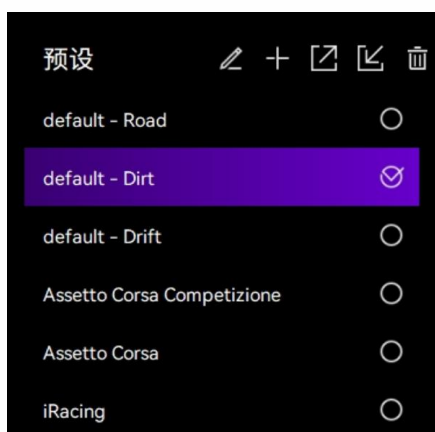 预设
default - Road
default - Dirt
default - Drift
Assetto Corsa Competizione
Assetto Corsa
iRacing